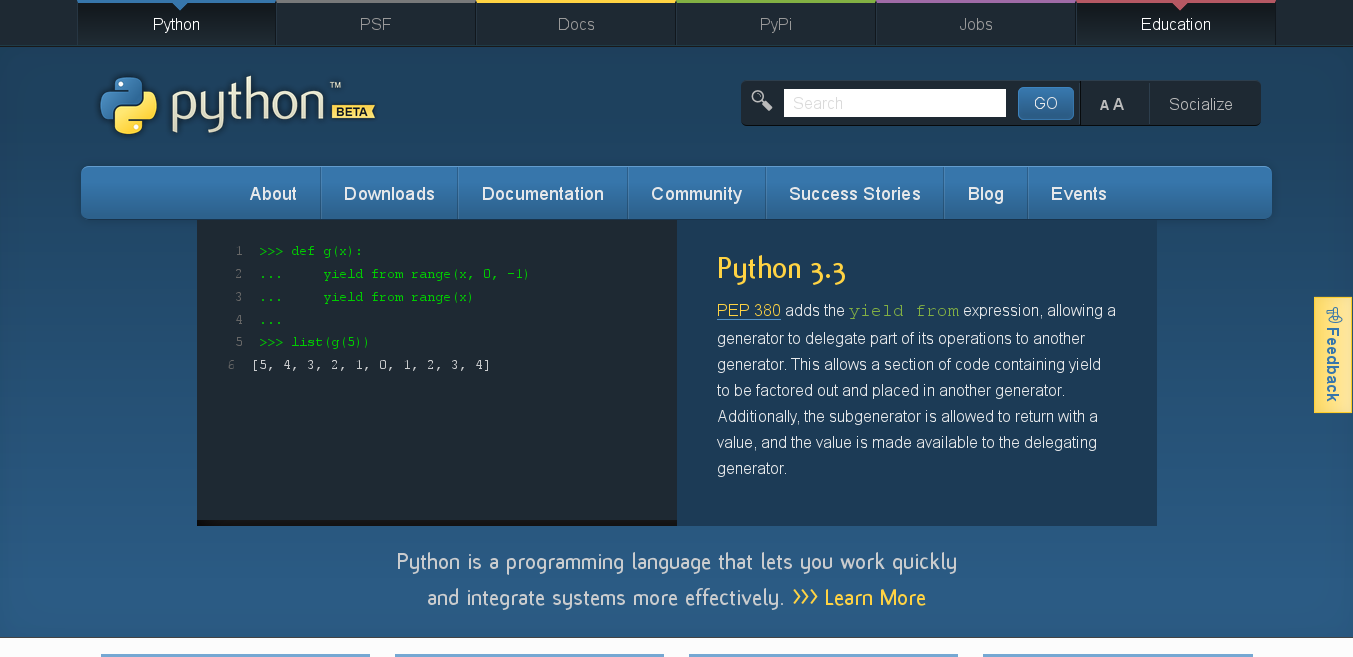 Python PSF Docs PyPi Jobs Education
python™ BETA
Search GO A A Socialize
About Downloads Documentation Community Success Stories Blog Events
1 >>> def g(x):
2 ...     yield from range(x, 0, -1)
3 ...     yield from range(x)
4 ...
5 >>> list(g(5))
6 [5, 4, 3, 2, 1, 0, 1, 2, 3, 4]
Python 3.3
PEP 380 adds the yield from expression, allowing a
generator to delegate part of its operations to another
generator. This allows a section of code containing yield
to be factored out and placed in another generator.
Additionally, the subgenerator is allowed to return with a
value, and the value is made available to the delegating
generator.
Feedback
Python is a programming language that lets you work quickly
and integrate systems more effectively. >>> Learn More